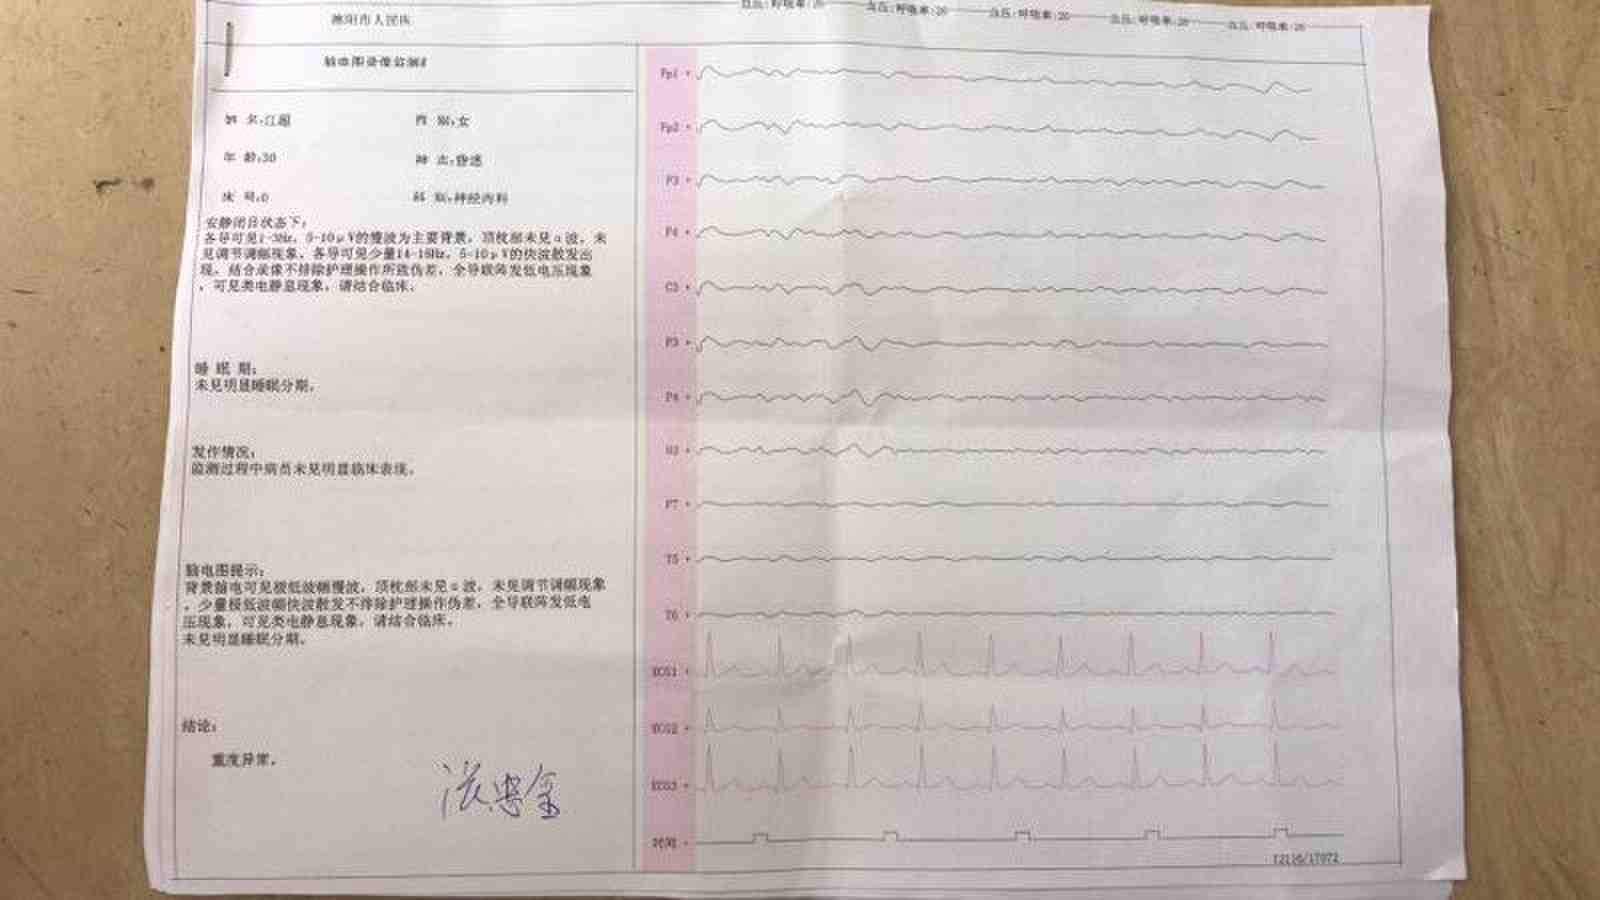 德阳市人民医
脑电图录像监测
姓 名:江超
性 别:女
年 龄:30
神 志:昏迷
床 号:0
科 别:神经内科
安静闭目状态下:
各导可见1-3Hz, 5-10μV的慢波为主要背景, 顶枕部未见α波, 未
见调节调幅现象, 各导可见少量14-16Hz, 5-10μV的快波散发出
现, 结合录像不排除护理操作所造伪差, 全导联阵发低电压现象
, 可见类电静息现象, 请结合临床。
睡 眠 期:
未见明显睡眠分期。
发作情况:
监测过程中病员未见明显临床表现。
脑电图提示:
背景脑电可见极低波幅慢波, 顶枕部未见α波, 未见调节调幅现象
, 少量极低波幅快波散发不排除护理操作伪差, 全导联阵发低电
压现象, 可见类电静息现象, 请结合临床。
未见明显睡眠分期。
结论:
重度异常。
血压: 呼吸率:20
血压: 呼吸率:20
血压: 呼吸率:20
血压: 呼吸率:20
血压: 呼吸率:20
Fp1
Fp2
F3
F4
C3
P3
P4
O2
F7
T5
T6
ECG1
ECG2
ECG3
时间